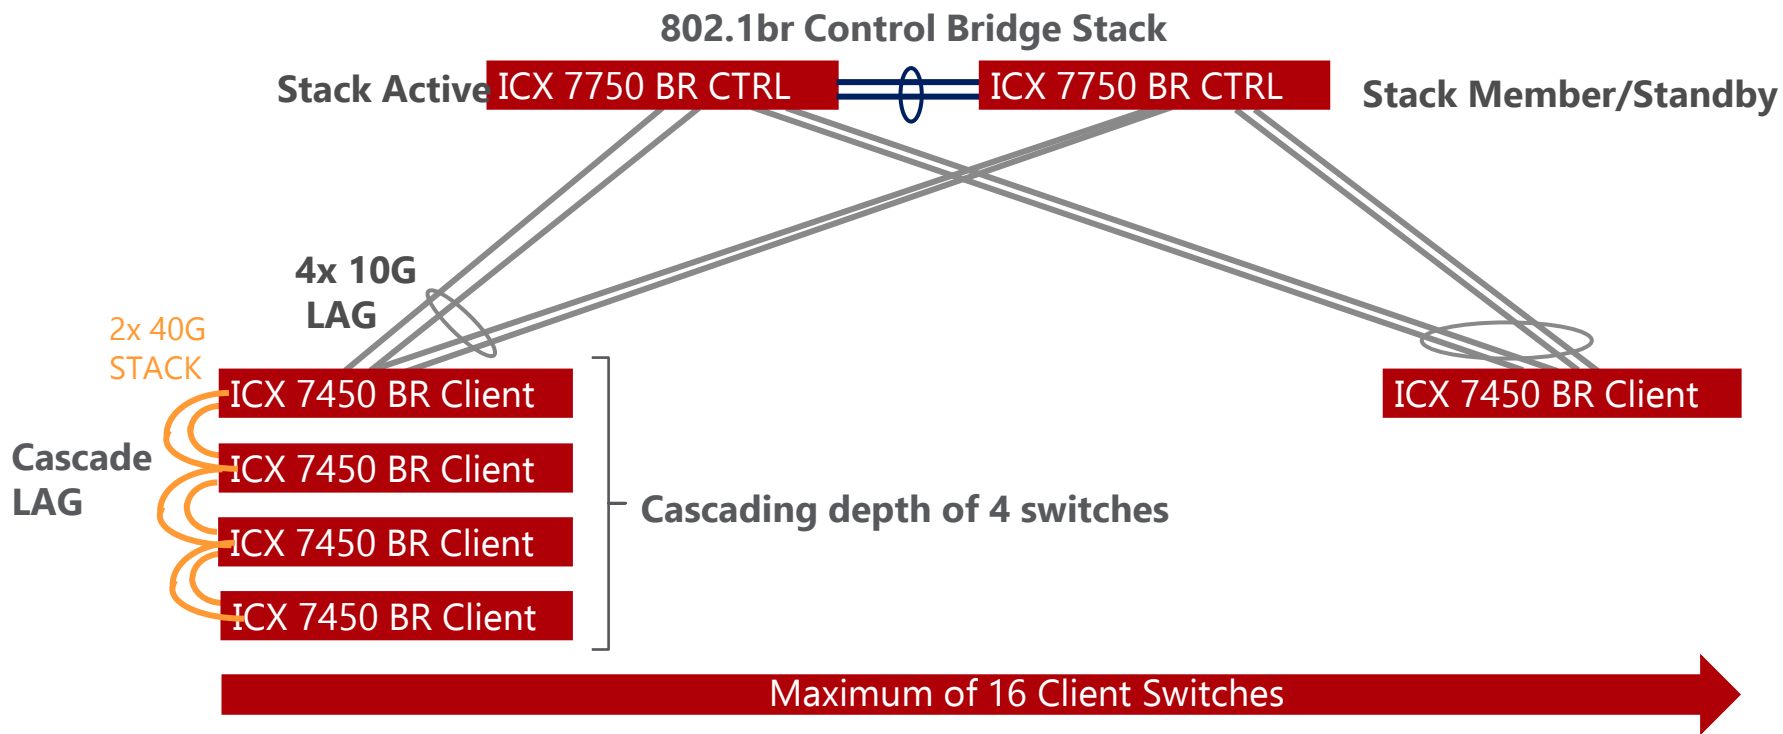 802.1br Control Bridge Stack
Stack Active
ICX 7750 BR CTRL
ICX 7750 BR CTRL
Stack Member/Standby
4x 10G
LAG
2x 40G
STACK
ICX 7450 BR Client
ICX 7450 BR Client
Cascade
LAG
ICX 7450 BR Client
Cascading depth of 4 switches
ICX 7450 BR Client
ICX 7450 BR Client
Maximum of 16 Client Switches